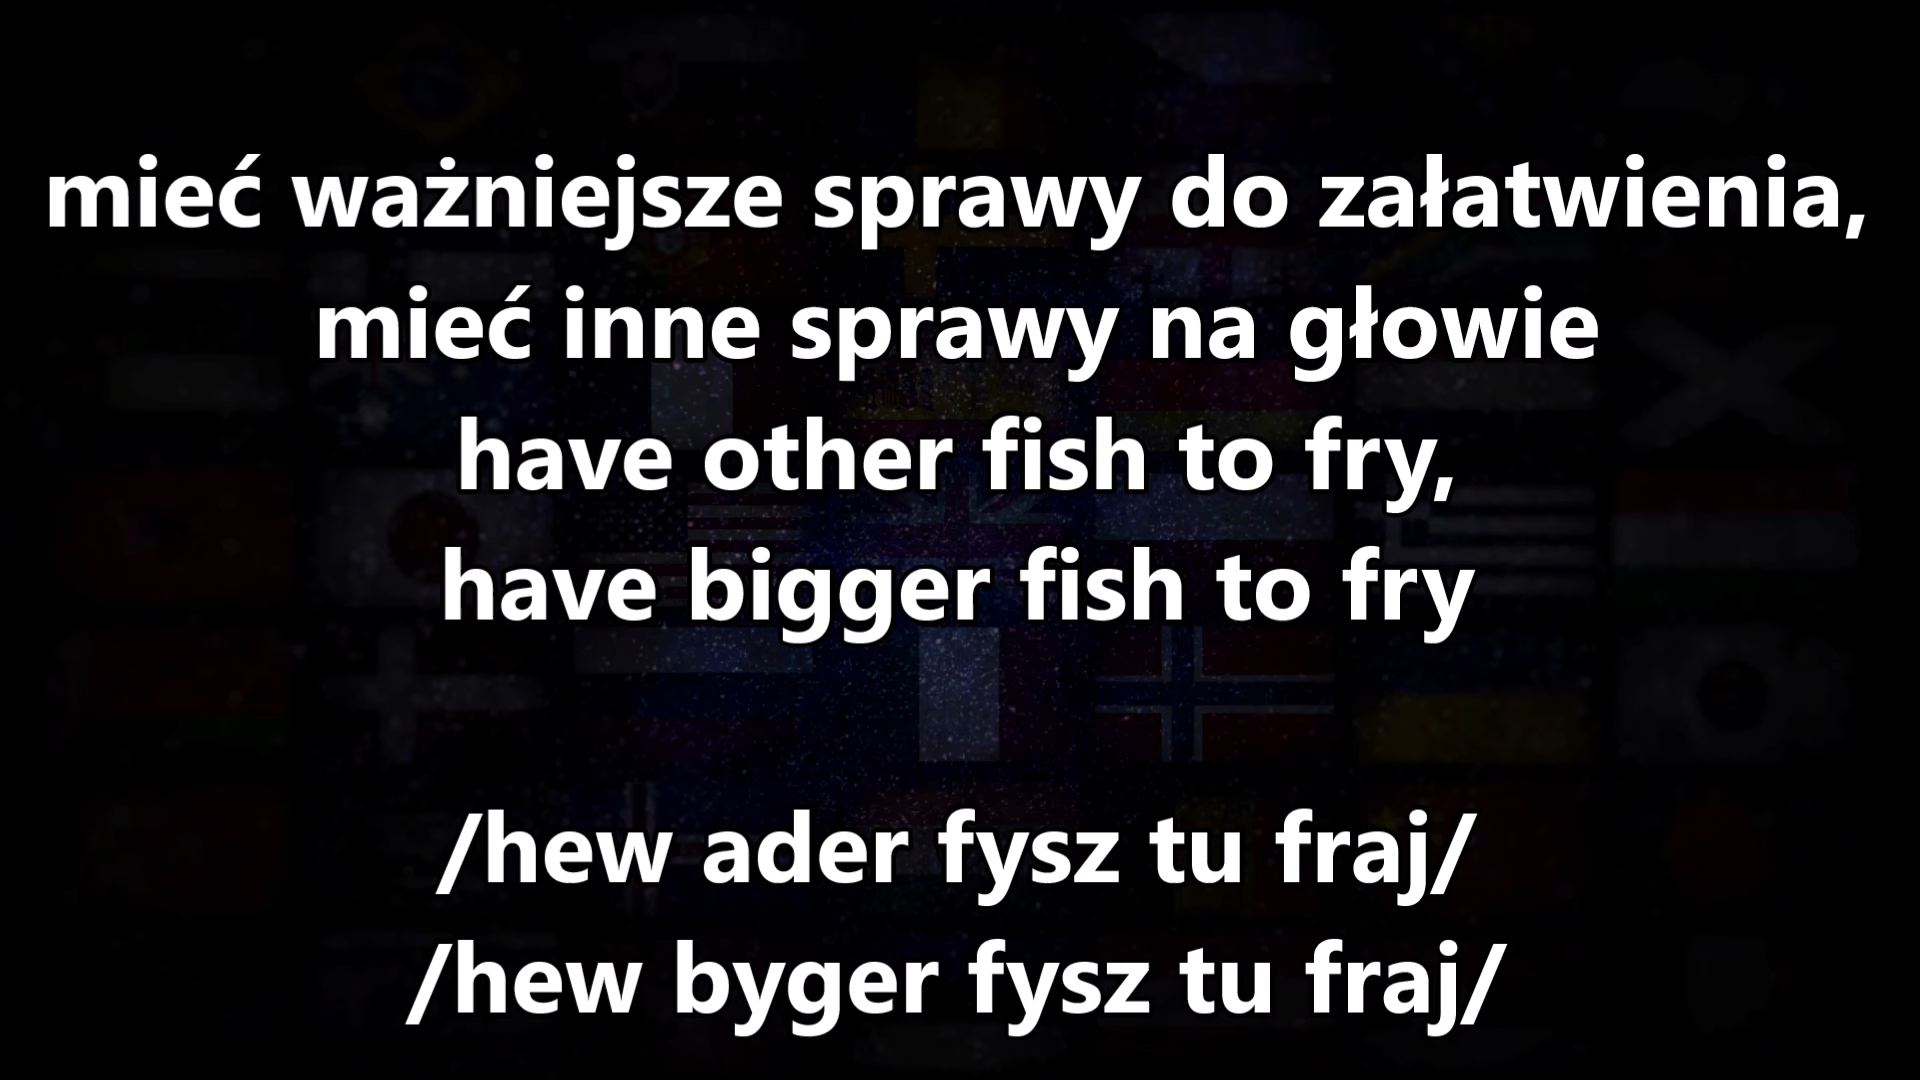 mieć ważniejsze sprawy do załatwienia,
mieć inne sprawy na głowie
have other fish to fry,
have bigger fish to fry
/hew ader fysz tu fraj/
/hew byger fysz tu fraj/